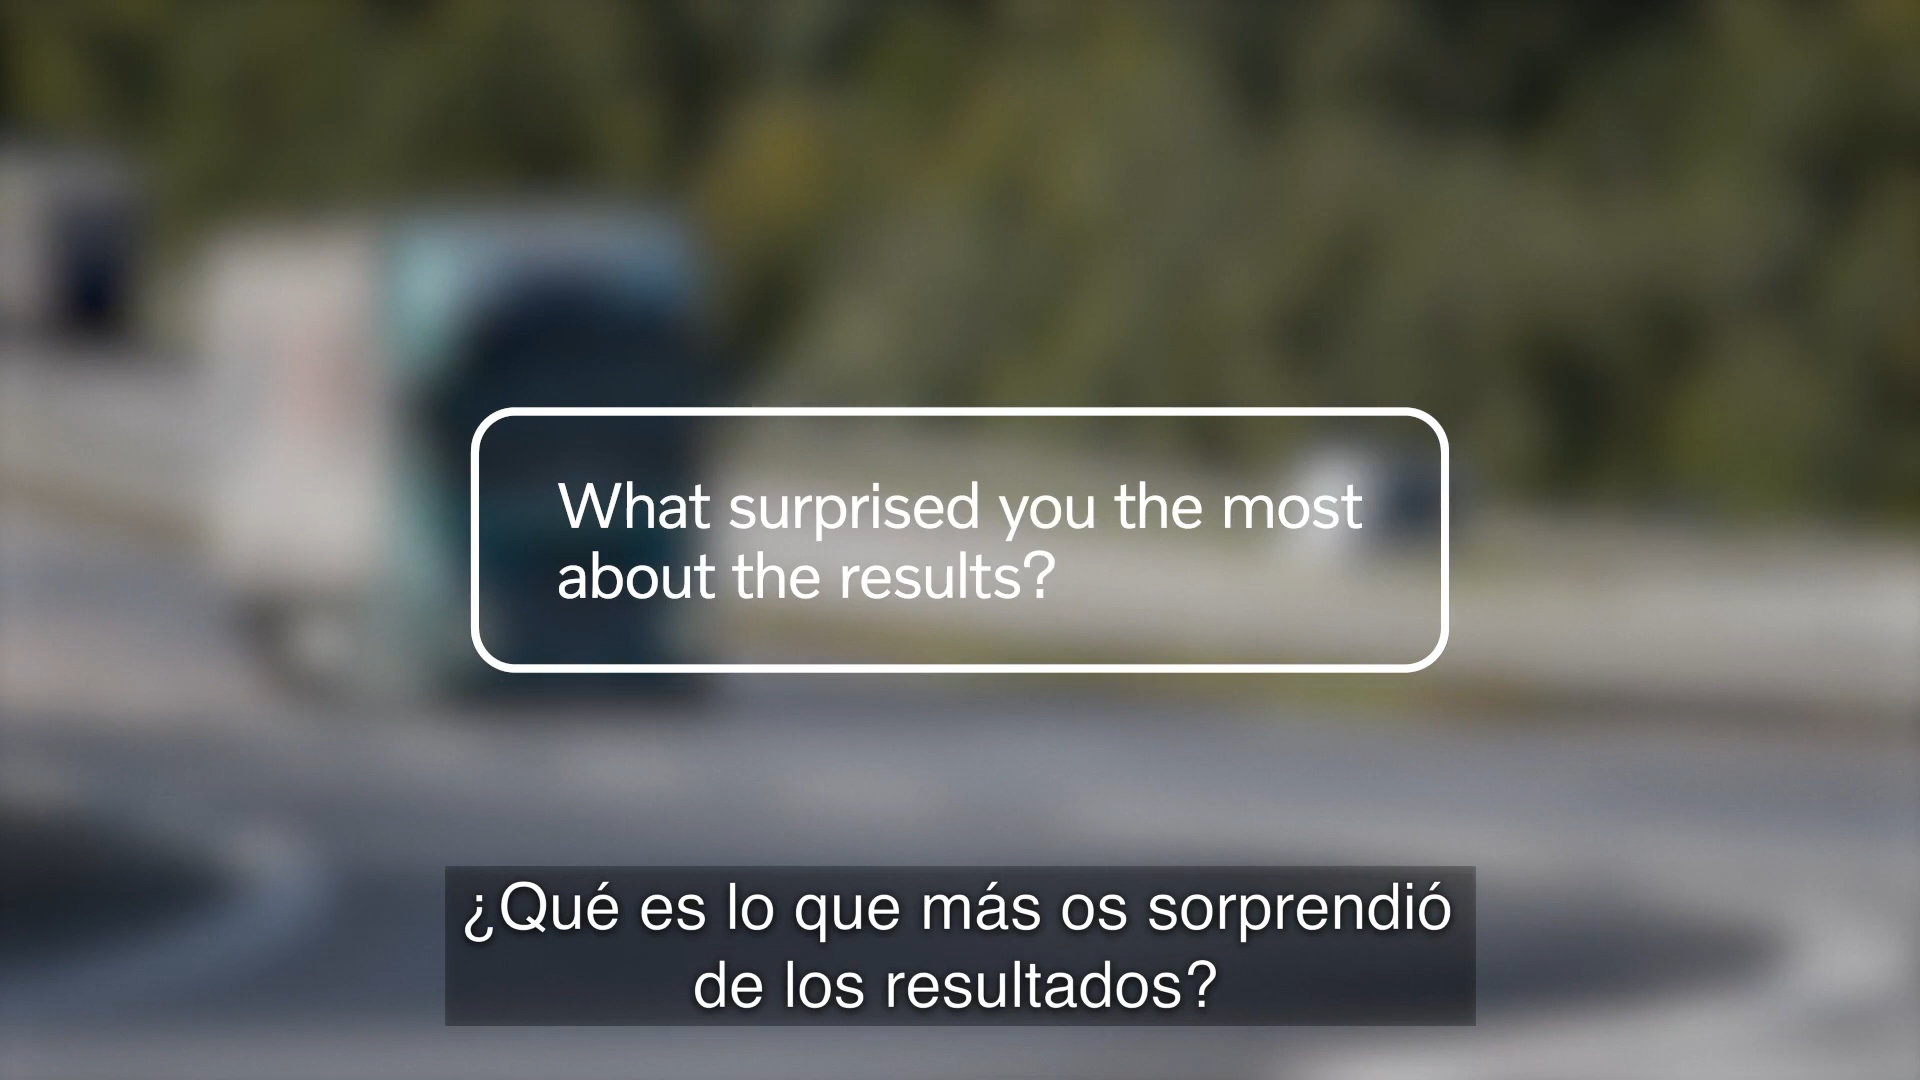 What surprised you the most
about the results?
¿Qué es lo que más os sorprendió
de los resultados?